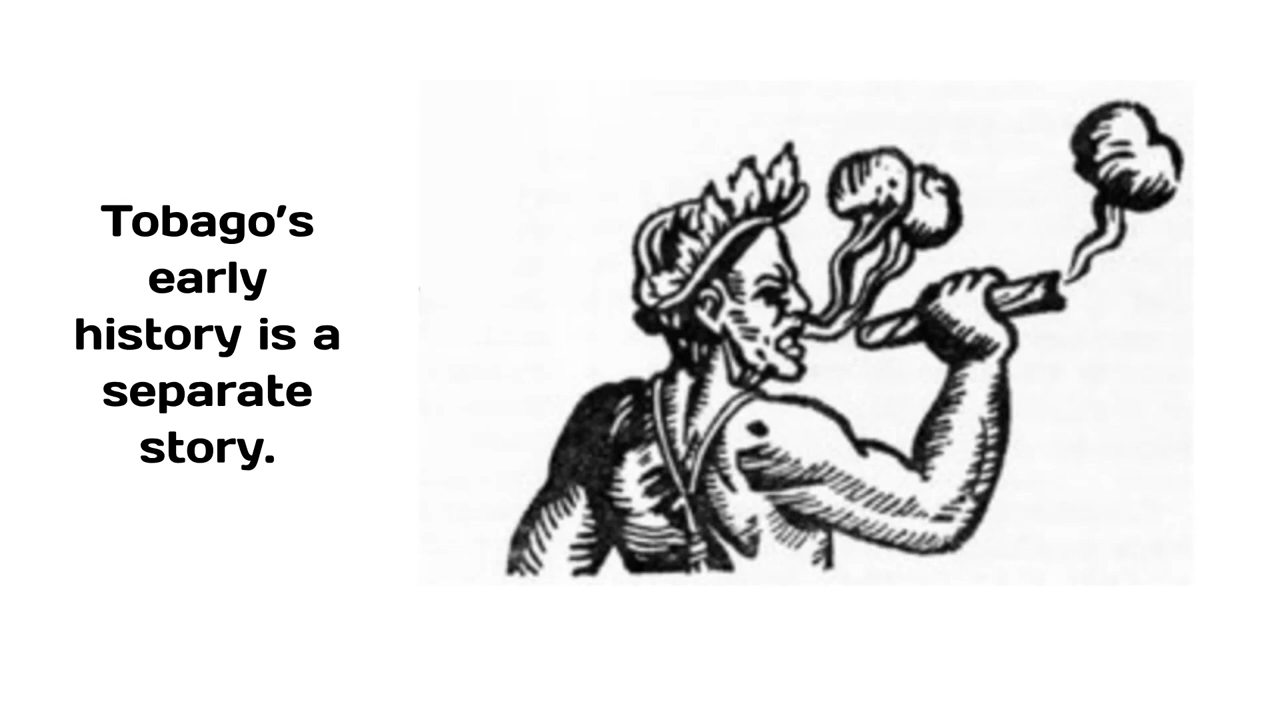 Tobago’s
early
history is a
separate
story.